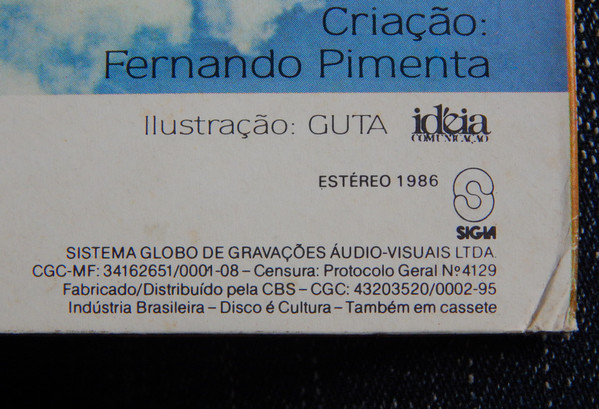 Criação:
Fernando Pimenta
Ilustração: GUTA idéia
COMUNICAÇÃO
ESTÉREO 1986
SIGLA
SISTEMA GLOBO DE GRAVAÇÕES ÁUDIO-VISUAIS LTDA.
CGC-MF: 34162651/0001-08 – Censura: Protocolo Geral Nº 4129
Fabricado/Distribuído pela CBS – CGC: 43203520/0002-95
Indústria Brasileira – Disco é Cultura – Também em cassete